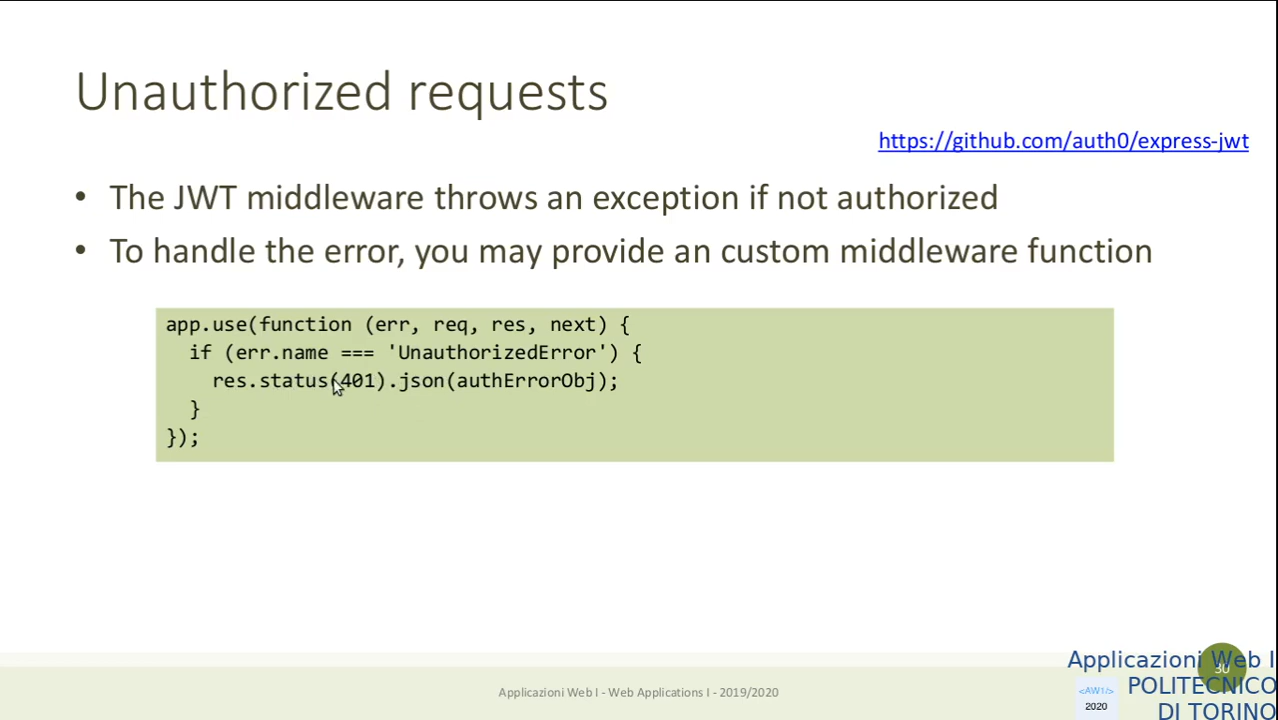 Unauthorized requests
https://github.com/auth0/express-jwt
• The JWT middleware throws an exception if not authorized
• To handle the error, you may provide an custom middleware function
app.use(function (err, req, res, next) {
  if (err.name === 'UnauthorizedError') {
    res.status(401).json(authErrorObj);
  }
});
Applicazioni Web I - Web Applications I - 2019/2020
30
Applicazioni Web I
POLITECNICO
DI TORINO
<AW1/>
2020